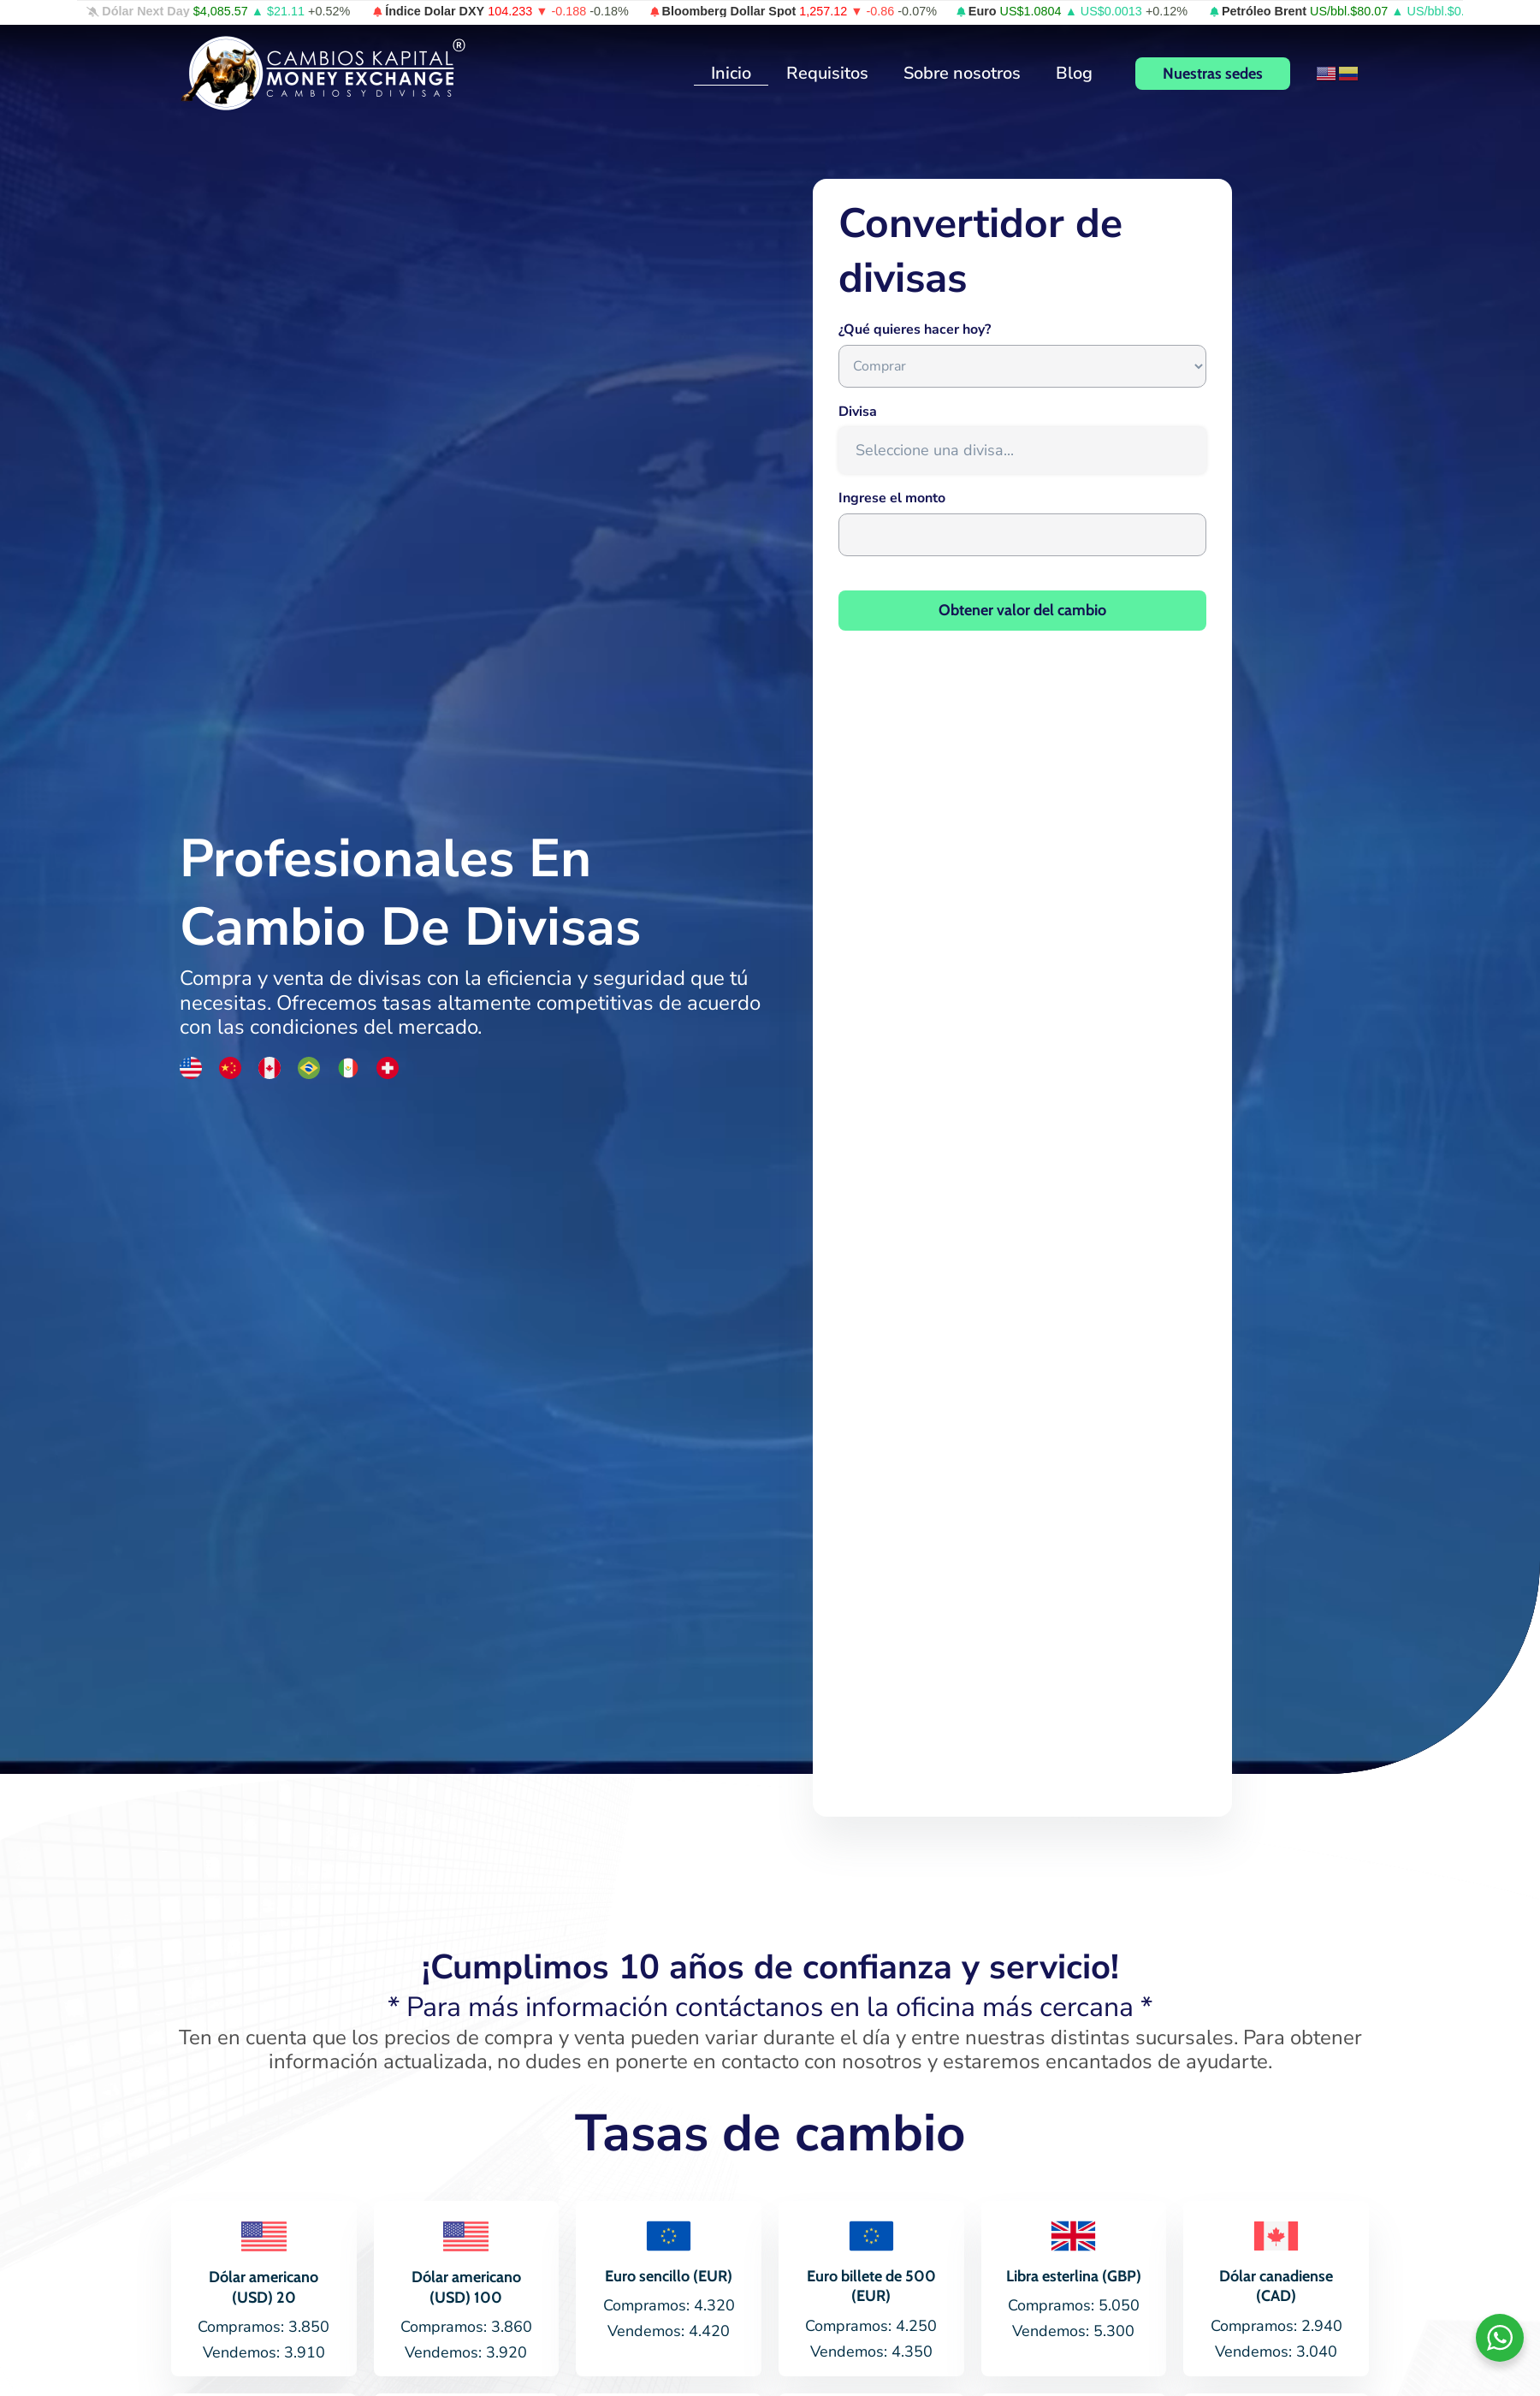 Dólar Next Day $4,085.57 ▲ $21.11 +0.52% Índice Dolar DXY 104.233 ▼ -0.188 -0.18% Bloomberg Dollar Spot 1,257.12 ▼ -0.86 -0.07% Euro US$1.0804 ▲ US$0.0013 +0.12% Petróleo Brent US/bbl.$80.07 ▲ US/bbl.$0.
CAMBIOS KAPITAL ®
MONEY EXCHANGE
CAMBIOS Y DIVISAS
Inicio Requisitos Sobre nosotros Blog Nuestras sedes
Convertidor de
divisas
¿Qué quieres hacer hoy?
Comprar
Divisa
Seleccione una divisa...
Ingrese el monto
Obtener valor del cambio
Profesionales En
Cambio De Divisas
Compra y venta de divisas con la eficiencia y seguridad que tú
necesitas. Ofrecemos tasas altamente competitivas de acuerdo
con las condiciones del mercado.
¡Cumplimos 10 años de confianza y servicio!
* Para más información contáctanos en la oficina más cercana *
Ten en cuenta que los precios de compra y venta pueden variar durante el día y entre nuestras distintas sucursales. Para obtener
información actualizada, no dudes en ponerte en contacto con nosotros y estaremos encantados de ayudarte.
Tasas de cambio
Dólar americano
(USD) 20
Compramos: 3.850
Vendemos: 3.910
Dólar americano
(USD) 100
Compramos: 3.860
Vendemos: 3.920
Euro sencillo (EUR)
Compramos: 4.320
Vendemos: 4.420
Euro billete de 500
(EUR)
Compramos: 4.250
Vendemos: 4.350
Libra esterlina (GBP)
Compramos: 5.050
Vendemos: 5.300
Dólar canadiense
(CAD)
Compramos: 2.940
Vendemos: 3.040